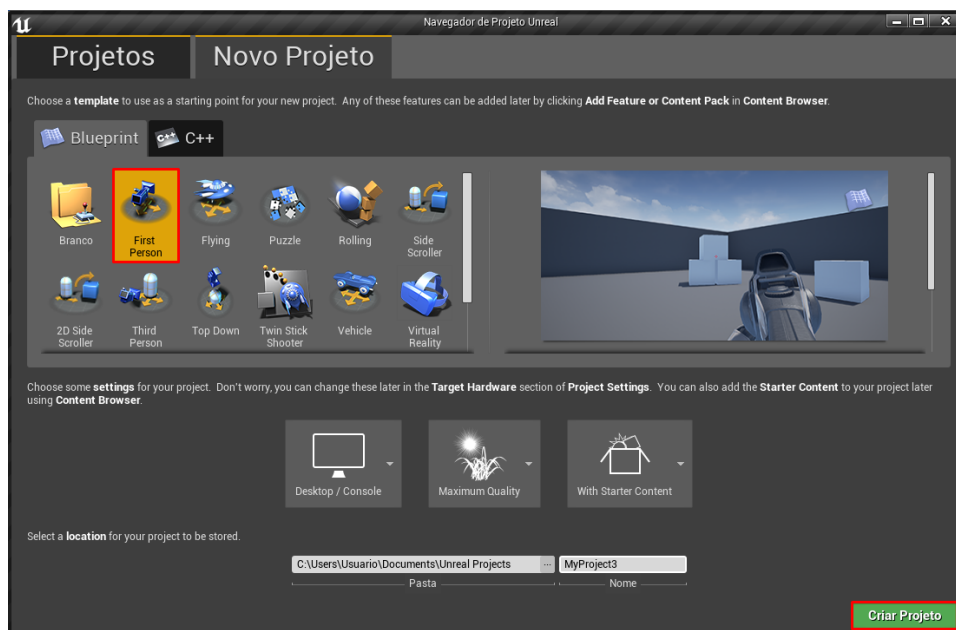 Navegador de Projeto Unreal
Projetos
Novo Projeto
Choose a template to use as a starting point for your new project. Any of these features can be added later by clicking Add Feature or Content Pack in Content Browser.
Blueprint
C++
C++
Branco
First
Person
Flying
Puzzle
Rolling
Side
Scroller
2D Side
Scroller
Third
Person
Top Down
Twin Stick
Shooter
Vehicle
Virtual
Reality
Choose some settings for your project. Don't worry, you can change these later in the Target Hardware section of Project Settings. You can also add the Starter Content to your project later
using Content Browser.
Desktop / Console
Maximum Quality
With Starter Content
Select a location for your project to be stored.
C:\Users\Usuario\Documents\Unreal Projects
...
MyProject3
Pasta
Nome
Criar Projeto